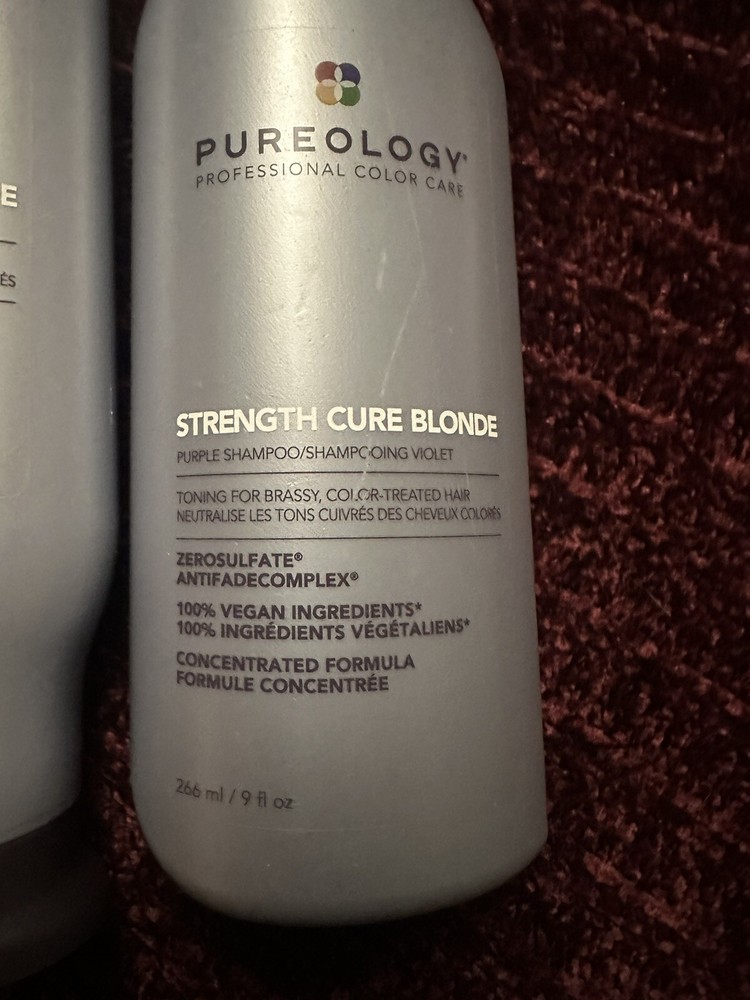 E
ÉS
PUREOLOGY
PROFESSIONAL COLOR CARE
STRENGTH CURE BLONDE
PURPLE SHAMPOO/SHAMPOOING VIOLET
TONING FOR BRASSY, COLOR-TREATED HAIR
NEUTRALISE LES TONS CUIVRÉS DES CHEVEUX COLORÉS
ZEROSULFATE®
ANTIFADECOMPLEX®
100% VEGAN INGREDIENTS*
100% INGRÉDIENTS VÉGÉTALIENS*
CONCENTRATED FORMULA
FORMULE CONCENTRÉE
266 ml / 9 fl oz